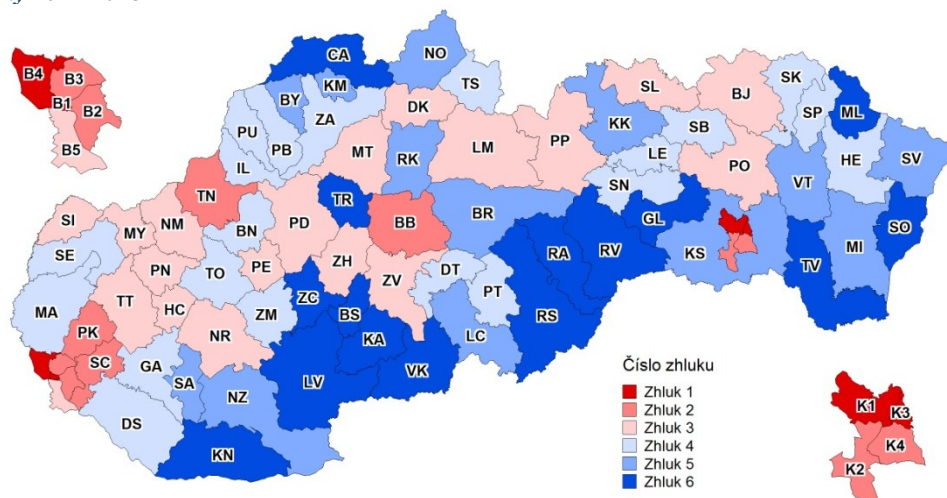 CA
NO
B4
B3
KM
TS
SL
SK
BY
DK
BJ
B1
ZA
PP
SP
ML
B2
KK
PU
SB
PB
MT
RK
LM
LE
HE
SV
B5
IL
PO
SN
VT
TN
TR
GL
SI
NM
PD
BB
BR
MY
BN
SO
SE
RA
RV
KS
MI
PN
TO
PE
ZH
ZV
DT
TV
MA
TT
HC
ZM
ZC
PT
BS
RS
PK
NR
KA
LC
SC
GA
LV
VK
SA
NZ
DS
KN
Číslo zhluku
Zhluk 1
Zhluk 2
Zhluk 3
Zhluk 4
Zhluk 5
Zhluk 6
K1
K3
K4
K2